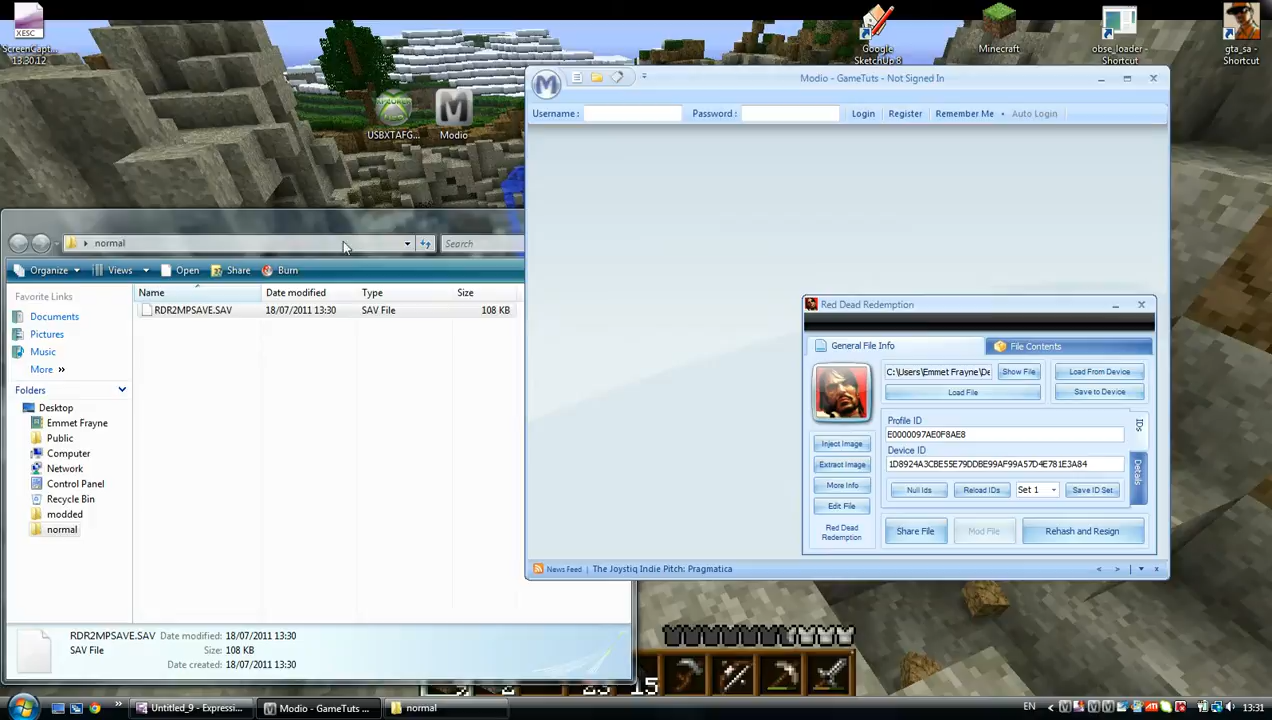 XESC
ScreenCapt...
13.30.12
Google
SketchUp 8
Minecraft
obse_loader -
Shortcut
gta_sa -
Shortcut
USBXTAFG...
Modio
Modio - GameTuts - Not Signed In
Username :
Password :
Login
Register
Remember Me
Auto Login
normal
Search
Organize
Views
Open
Share
Burn
Favorite Links
Documents
Pictures
Music
More »
Folders
Desktop
Emmet Frayne
Public
Computer
Network
Control Panel
Recycle Bin
modded
normal
Name
Date modified
Type
Size
RDR2MPSAVE.SAV
18/07/2011 13:30
SAV File
108 KB
RDR2MPSAVE.SAV Date modified: 18/07/2011 13:30
SAV File Size: 108 KB
Date created: 18/07/2011 13:30
Red Dead Redemption
General File Info
File Contents
C:\Users\Emmet Frayne\De
Show File
Load From Device
Load File
Save to Device
Profile ID
E0000097AE0F8AE8
Device ID
1D8924A3CBE55E79DDBE99AF99A57D4E781E3A84
IDs
Details
Inject Image
Extract Image
More Info
Edit File
Null Ids
Reload IDs
Set 1
Save ID Set
Red Dead
Redemption
Share File
Mod File
Rehash and Resign
News Feed
The Joystiq Indie Pitch: Pragmatica
15
Untitled_9 - Expressi...
Modio - GameTuts ...
normal
EN
13:31